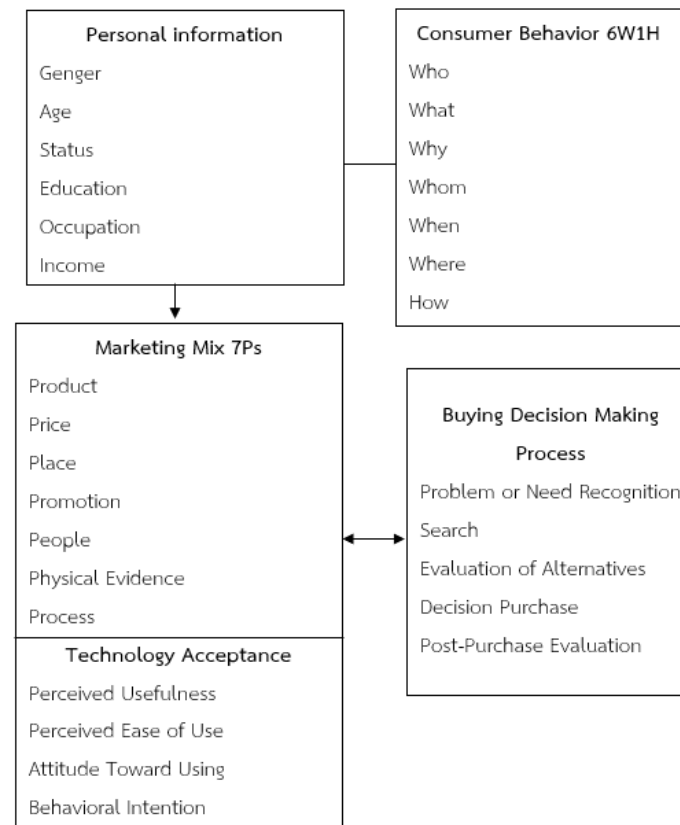 Personal information
Genger
Age
Status
Education
Occupation
Income
Consumer Behavior 6W1H
Who
What
Why
Whom
When
Where
How
Marketing Mix 7Ps
Product
Price
Place
Promotion
People
Physical Evidence
Process
Technology Acceptance
Perceived Usefulness
Perceived Ease of Use
Attitude Toward Using
Behavioral Intention
Buying Decision Making
Process
Problem or Need Recognition
Search
Evaluation of Alternatives
Decision Purchase
Post-Purchase Evaluation